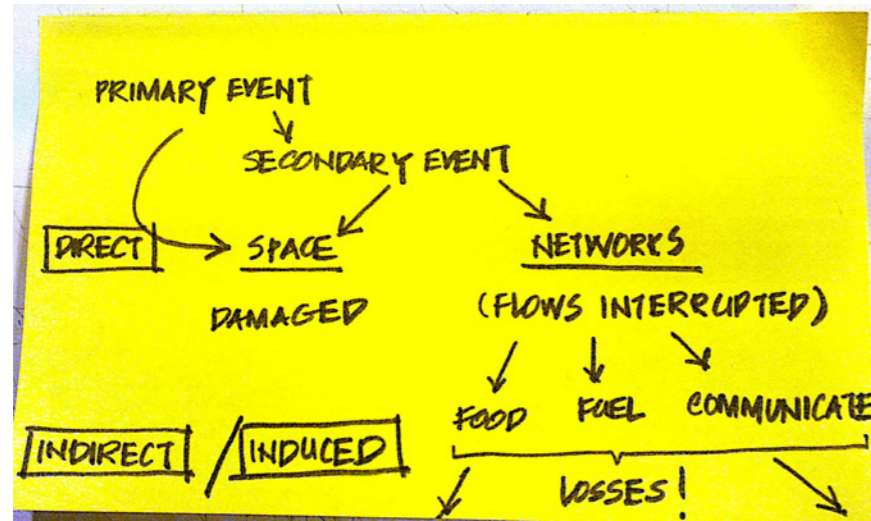 PRIMARY EVENT
SECONDARY EVENT
DIRECT SPACE NETWORKS
DAMAGED (FLOWS INTERRUPTED)
FOOD FUEL COMMUNICATE
INDIRECT / INDUCED
LOSSES!